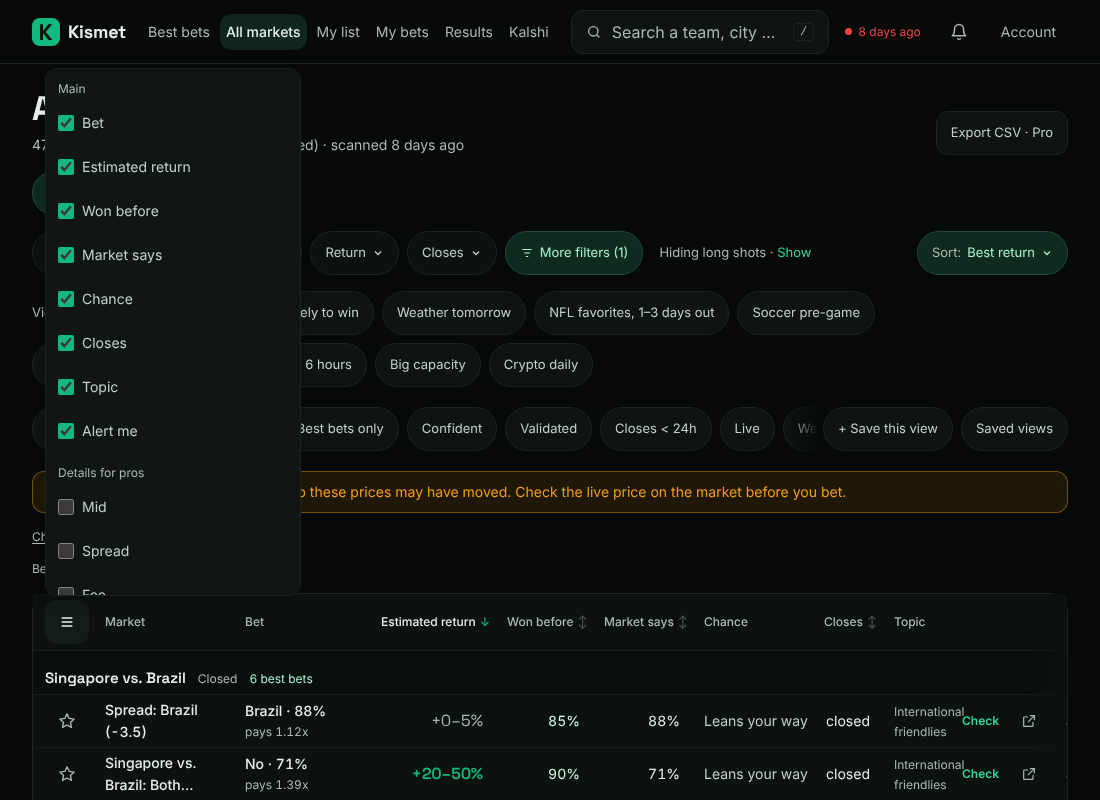 Kismet
Best bets
All markets
My list
My bets
Results
Kalshi
Search a team, city ...
/
8 days ago
Account
Main
Bet
Estimated return
Won before
Market says
Chance
Closes
Topic
Alert me
Details for pros
Mid
Spread
Fee
47
ed) · scanned 8 days ago
Export CSV · Pro
Return
Closes
More filters (1)
Hiding long shots · Show
Sort: Best return
ely to win
Weather tomorrow
NFL favorites, 1–3 days out
Soccer pre-game
6 hours
Big capacity
Crypto daily
Best bets only
Confident
Validated
Closes < 24h
Live
We
+ Save this view
Saved views
o these prices may have moved. Check the live price on the market before you bet.
Market
Bet
Estimated return
Won before
Market says
Chance
Closes
Topic
Singapore vs. Brazil
Closed
6 best bets
Spread: Brazil
(-3.5)
Brazil · 88%
pays 1.12x
+0–5%
85%
88%
Leans your way
closed
International
friendlies
Check
Singapore vs.
Brazil: Both...
No · 71%
pays 1.39x
+20–50%
90%
71%
Leans your way
closed
International
friendlies
Check